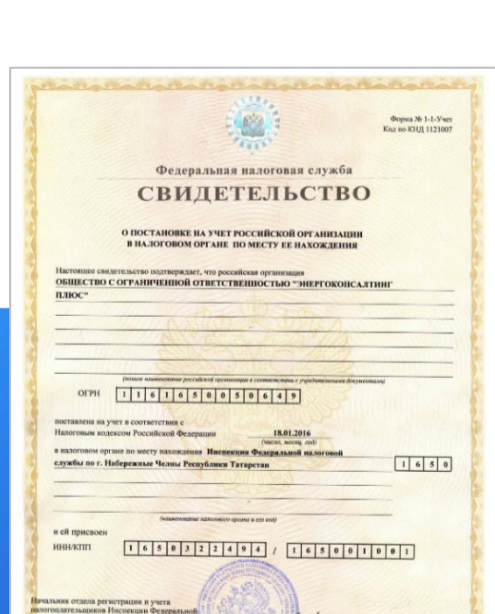 Форма № 1-1-Учет
Код по КНД 1121007
Федеральная налоговая служба
СВИДЕТЕЛЬСТВО
О ПОСТАНОВКЕ НА УЧЕТ РОССИЙСКОЙ ОРГАНИЗАЦИИ
В НАЛОГОВОМ ОРГАНЕ ПО МЕСТУ ЕЕ НАХОЖДЕНИЯ
Настоящее свидетельство подтверждает, что российская организация
ОБЩЕСТВО С ОГРАНИЧЕННОЙ ОТВЕТСТВЕННОСТЬЮ "ЭНЕРГОКОНСАЛТИНГ
ПЛЮС"
(полное наименование российской организации в соответствии с учредительными документами)
ОГРН 1 1 6 1 6 5 0 0 5 0 6 4 9
поставлена на учет в соответствии с
Налоговым кодексом Российской Федерации 18.01.2016
(число, месяц, год)
в налоговом органе по месту нахождения Инспекция Федеральной налоговой
службы по г. Набережные Челны Республики Татарстан 1 6 5 0
(наименование налогового органа и его код)
и ей присвоен
ИНН/КПП 1 6 5 0 3 2 2 4 9 4 / 1 6 5 0 0 1 0 0 1
Начальник отдела регистрации и учета
налогоплательщиков Инспекции Федеральной